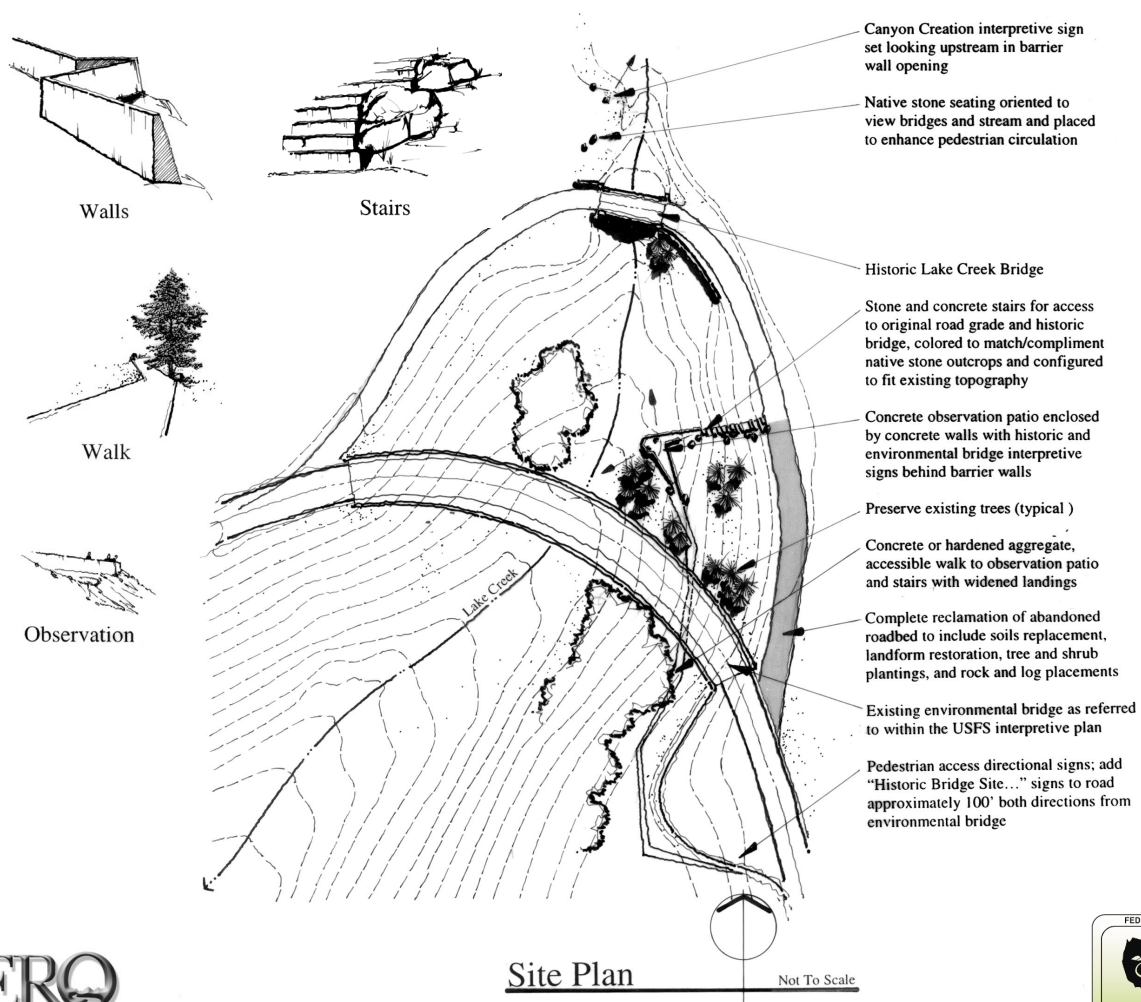 Canyon Creation interpretive sign
set looking upstream in barrier
wall opening
Native stone seating oriented to
view bridges and stream and placed
to enhance pedestrian circulation
Walls
Stairs
Historic Lake Creek Bridge
Stone and concrete stairs for access
to original road grade and historic
bridge, colored to match/compliment
native stone outcrops and configured
to fit existing topography
Walk
Concrete observation patio enclosed
by concrete walls with historic and
environmental bridge interpretive
signs behind barrier walls
Preserve existing trees (typical )
Concrete or hardened aggregate,
accessible walk to observation patio
and stairs with widened landings
Lake Creek
Observation
Complete reclamation of abandoned
roadbed to include soils replacement,
landform restoration, tree and shrub
plantings, and rock and log placements
Existing environmental bridge as referred
to within the USFS interpretive plan
Pedestrian access directional signs; add
“Historic Bridge Site…” signs to road
approximately 100' both directions from
environmental bridge
Site Plan
Not To Scale
ERO
FED